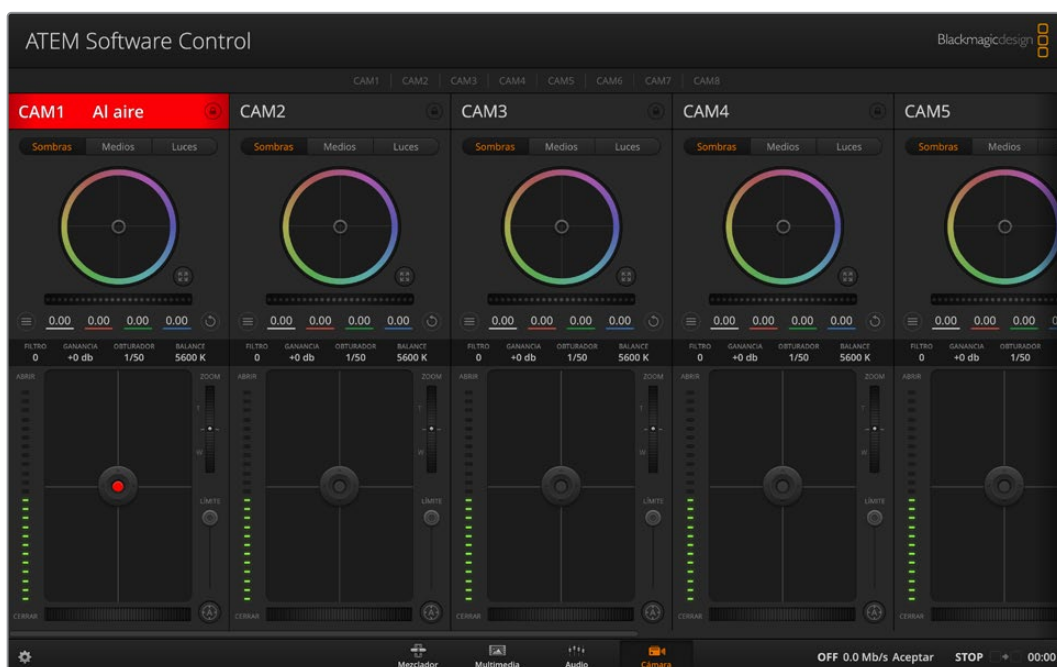 ATEM Software Control
Blackmagicdesign
CAM1 CAM2 CAM3 CAM4 CAM5 CAM6 CAM7 CAM8
CAM1 Al aire CAM2 CAM3 CAM4 CAM5
Sombras Medios Luces Sombras Medios Luces Sombras Medios Luces Sombras Medios Luces Sombras Medios
0.00 0.00 0.00 0.00 0.00 0.00 0.00 0.00 0.00 0.00 0.00 0.00 0.00 0.00 0.00 0.00 0.00 0.00 0.00
FILTRO GANANCIA OBTURADOR BALANCE FILTRO GANANCIA OBTURADOR BALANCE FILTRO GANANCIA OBTURADOR BALANCE FILTRO GANANCIA OBTURADOR BALANCE FILTRO GANANCIA OBTURADOR
0 +0 db 1/50 5600 K 0 +0 db 1/50 5600 K 0 +0 db 1/50 5600 K 0 +0 db 1/50 5600 K 0 +0 db 1/50
ABRIR ZOOM ABRIR ZOOM ABRIR ZOOM ABRIR ZOOM ABRIR
T T T T
W W W W
LÍMITE LÍMITE LÍMITE LÍMITE
CERRAR CERRAR CERRAR CERRAR CERRAR
Mezclador Multimedia Audio Cámara OFF 0.0 Mb/s Aceptar STOP 00:00